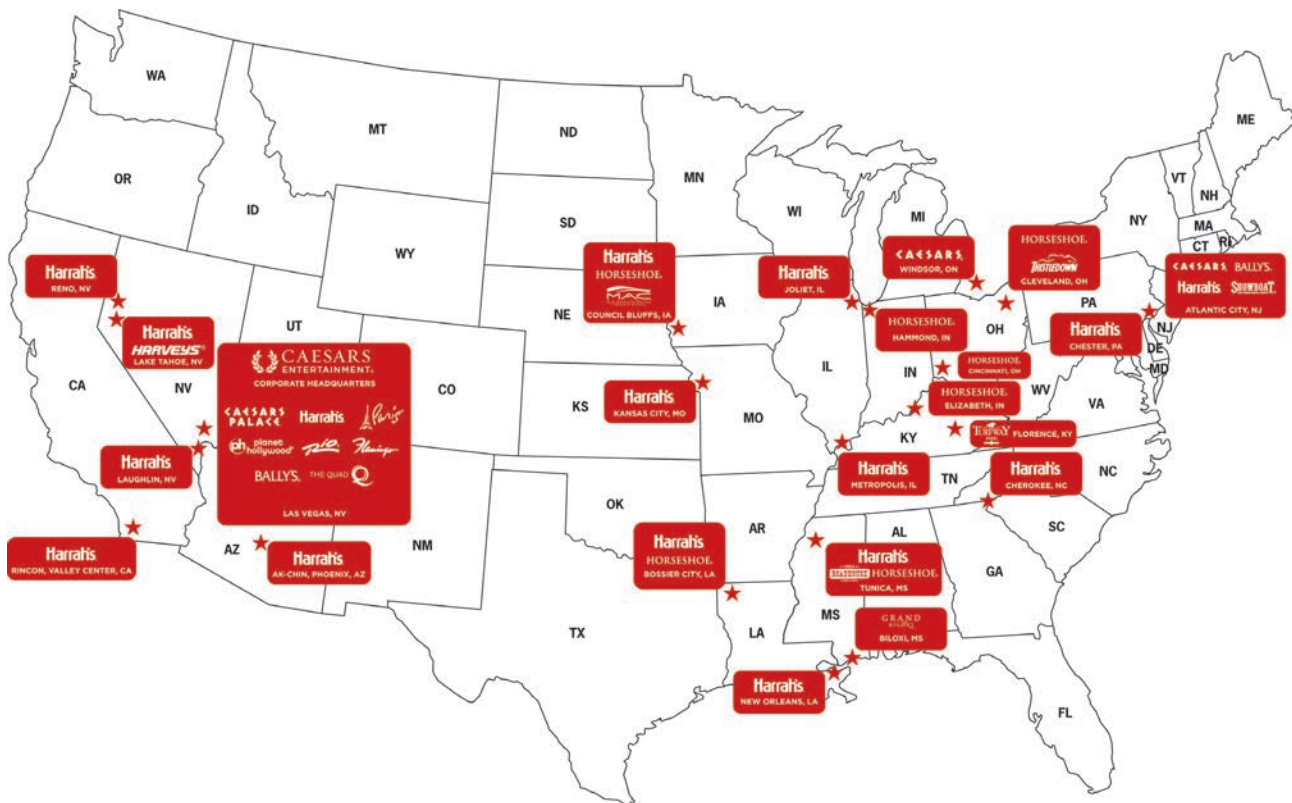 WA
MT
ND
MN
ME
OR
ID
SD
WI
MI
VT
NH
NY
MA
CT
RI
WY
NE
IA
PA
NJ
OH
DE
MD
CA
NV
UT
CO
KS
MO
IL
IN
WV
VA
KY
AZ
NM
OK
AR
TN
NC
SC
TX
LA
MS
AL
GA
FL
Harrah's
RENO, NV
Harrah's
HARVEYS
LAKE TAHOE, NV
CAESARS
ENTERTAINMENT®
CORPORATE HEADQUARTERS
CAESARS PALACE Harrah's Paris
ph planet hollywood Rio Flamingo
BALLY'S THE QUAD Q
LAS VEGAS, NV
Harrah's
LAUGHLIN, NV
Harrah's
RINCON, VALLEY CENTER, CA
Harrah's
AK-CHIN, PHOENIX, AZ
Harrah's
HORSESHOE.
MAC
COUNCIL BLUFFS, IA
Harrah's
KANSAS CITY, MO
Harrah's
HORSESHOE.
BOSSIER CITY, LA
Harrah's
NEW ORLEANS, LA
GRAND
BILOXI, MS
Harrah's
HORSESHOE.
TUNICA, MS
Harrah's
JOLIET, IL
HORSESHOE.
HAMMOND, IN
CAESARS
WINDSOR, ON
HORSESHOE.
THISTLEDOWN
CLEVELAND, OH
HORSESHOE.
CINCINNATI, OH
HORSESHOE.
ELIZABETH, IN
TURFWAY
FLORENCE, KY
Harrah's
METROPOLIS, IL
Harrah's
CHEROKEE, NC
Harrah's
CHESTER, PA
CAESARS BALLY'S.
Harrah's SHOWBOAT
ATLANTIC CITY, NJ